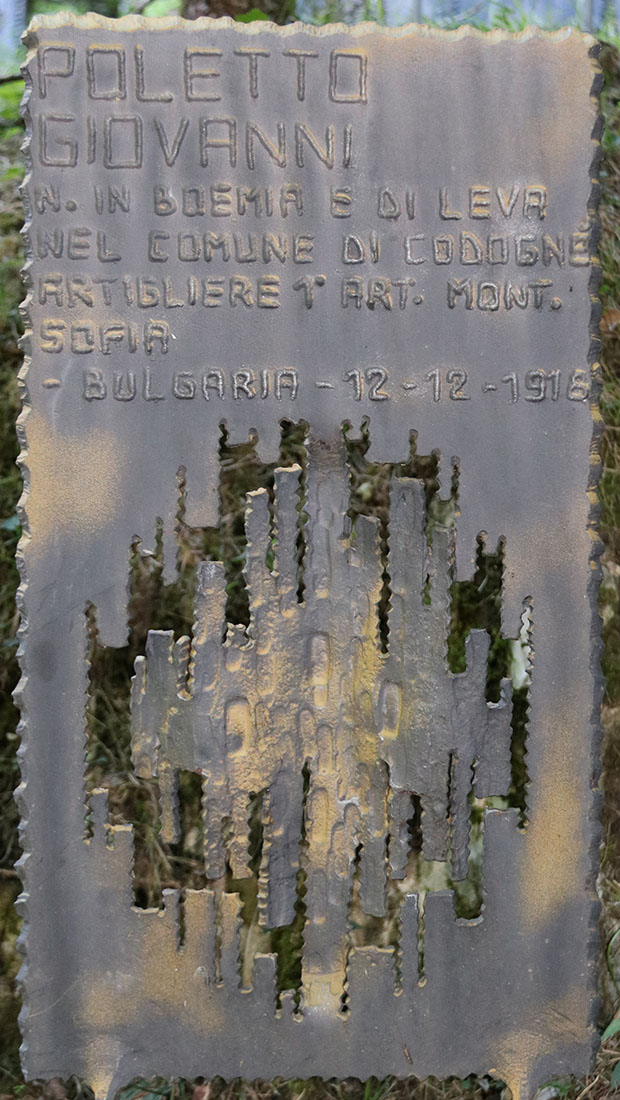 POLETTO
GIOVANNI
N. IN BOEMIA E DI LEVA
NEL COMUNE DI CODOGNÈ
ARTIGLIERE 1° ART. MONT.
SOFIA
- BULGARIA - 12 - 12 - 1918